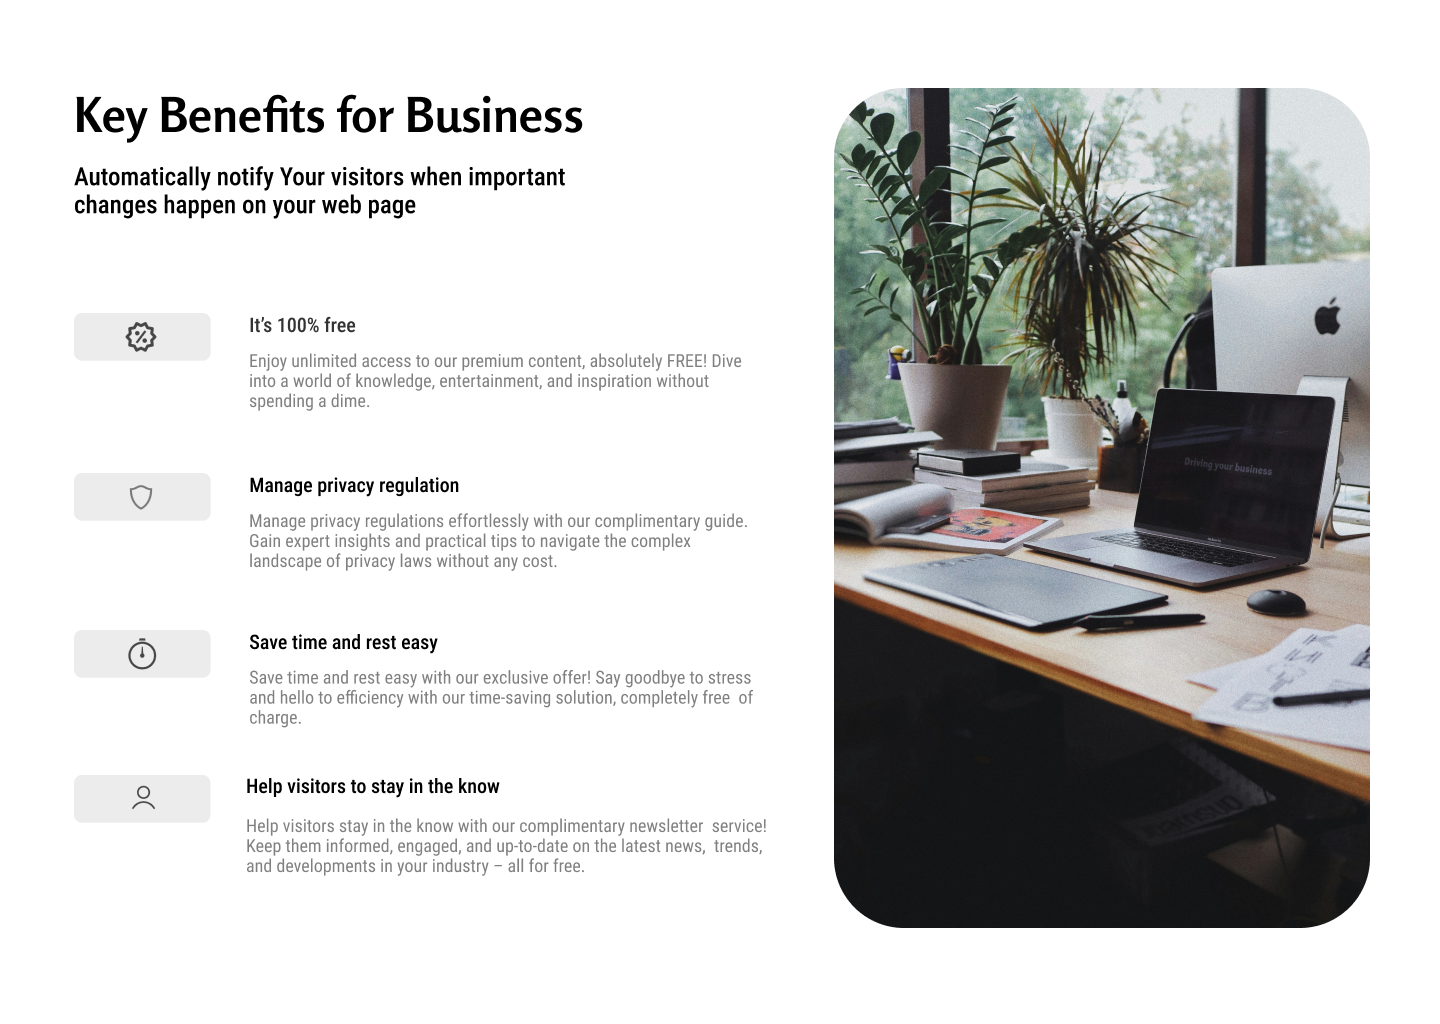 Key Benefits for Business
Automatically notify Your visitors when important
changes happen on your web page
It's 100% free
Enjoy unlimited access to our premium content, absolutely FREE! Dive
into a world of knowledge, entertainment, and inspiration without
spending a dime.
Manage privacy regulation
Manage privacy regulations effortlessly with our complimentary guide.
Gain expert insights and practical tips to navigate the complex
landscape of privacy laws without any cost.
Save time and rest easy
Save time and rest easy with our exclusive offer! Say goodbye to stress
and hello to efficiency with our time-saving solution, completely free  of
charge.
Help visitors to stay in the know
Help visitors stay in the know with our complimentary newsletter  service!
Keep them informed, engaged, and up-to-date on the latest news,  trends,
and developments in your industry – all for free.
Driving your business